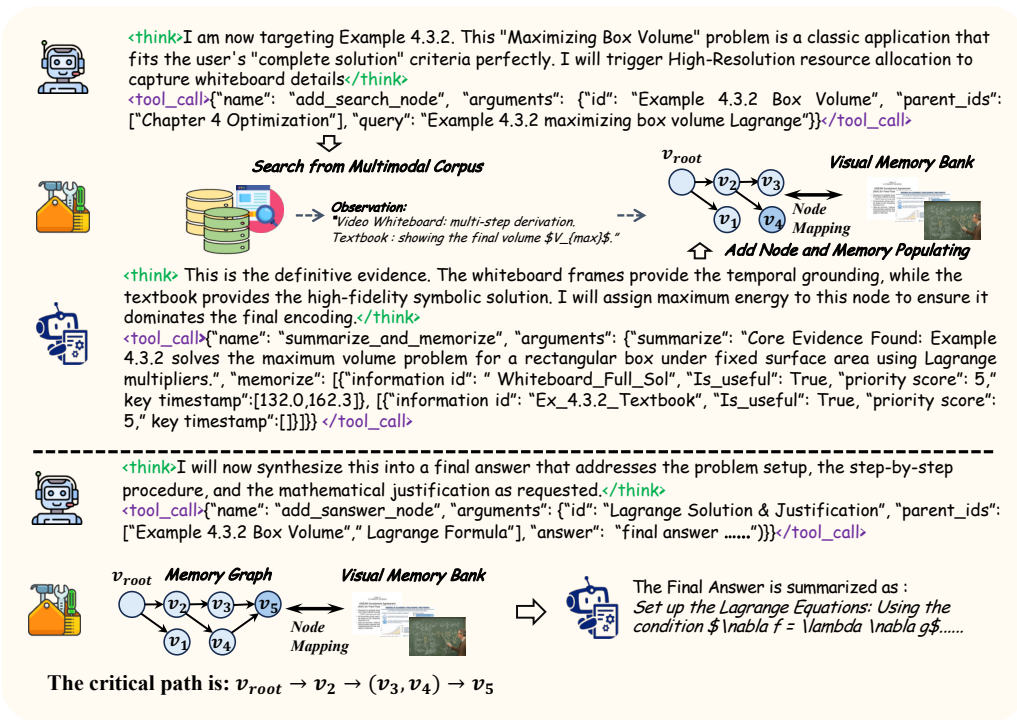 <think>I am now targeting Example 4.3.2. This "Maximizing Box Volume" problem is a classic application that
fits the user's "complete solution" criteria perfectly. I will trigger High-Resolution resource allocation to
capture whiteboard details</think>
<tool_call>{“name”: “add_search_node”, “arguments”: {“id”: “Example 4.3.2 Box Volume”, “parent_ids”:
[“Chapter 4 Optimization”], “query”: “Example 4.3.2 maximizing box volume Lagrange”}}</tool_call>
Search from Multimodal Corpus
Observation:
"Video Whiteboard: multi-step derivation.
Textbook : showing the final volume $V_{max}$.”
v_root
v_2
v_3
v_1
v_4
Visual Memory Bank
Node
Mapping
Add Node and Memory Populating
<think> This is the definitive evidence. The whiteboard frames provide the temporal grounding, while the
textbook provides the high-fidelity symbolic solution. I will assign maximum energy to this node to ensure it
dominates the final encoding.</think>
<tool_call>{“name”: “summarize_and_memorize”, “arguments”: {“summarize”: “Core Evidence Found: Example
4.3.2 solves the maximum volume problem for a rectangular box under fixed surface area using Lagrange
multipliers.”, “memorize”: [{“information id”: ” Whiteboard_Full_Sol”, “Is_useful”: True, “priority score”: 5,”
key timestamp”:[132.0,162.3]}, [{“information id”: “Ex_4.3.2_Textbook”, “Is_useful”: True, “priority score”:
5,” key timestamp”:[]}]}} </tool_call>
<think>I will now synthesize this into a final answer that addresses the problem setup, the step-by-step
procedure, and the mathematical justification as requested.</think>
<tool_call>{“name”: “add_sanswer_node”, “arguments”: {“id”: “Lagrange Solution & Justification”, “parent_ids”:
[“Example 4.3.2 Box Volume”,” Lagrange Formula”], “answer”: “final answer ……”)}}</tool_call>
v_root
Memory Graph
v_2
v_3
v_5
v_1
v_4
Visual Memory Bank
Node
Mapping
The Final Answer is summarized as :
Set up the Lagrange Equations: Using the
condition $\nabla f = \lambda \nabla g$……
The critical path is: v_root → v_2 → (v_3, v_4) → v_5